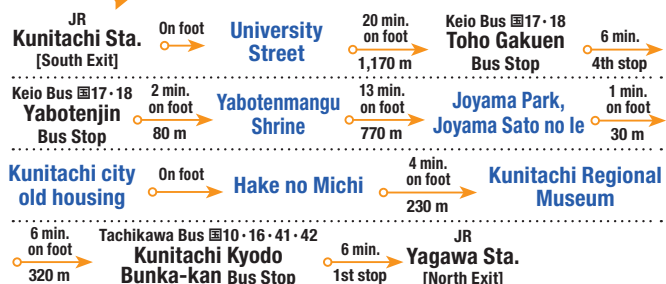 JR
Kunitachi Sta.
[South Exit]
On foot
University
Street
20 min.
on foot
1,170 m
Keio Bus 国17・18
Toho Gakuen
Bus Stop
6 min.
4th stop
Keio Bus 国17・18
Yabotenjin
Bus Stop
2 min.
on foot
80 m
Yabotenmangu
Shrine
13 min.
on foot
770 m
Joyama Park,
Joyama Sato no Ie
1 min.
on foot
30 m
Kunitachi city
old housing
On foot
Hake no Michi
4 min.
on foot
230 m
Kunitachi Regional
Museum
6 min.
on foot
320 m
Tachikawa Bus 国10・16・41・42
Kunitachi Kyodo
Bunka-kan Bus Stop
6 min.
1st stop
JR
Yagawa Sta.
[North Exit]